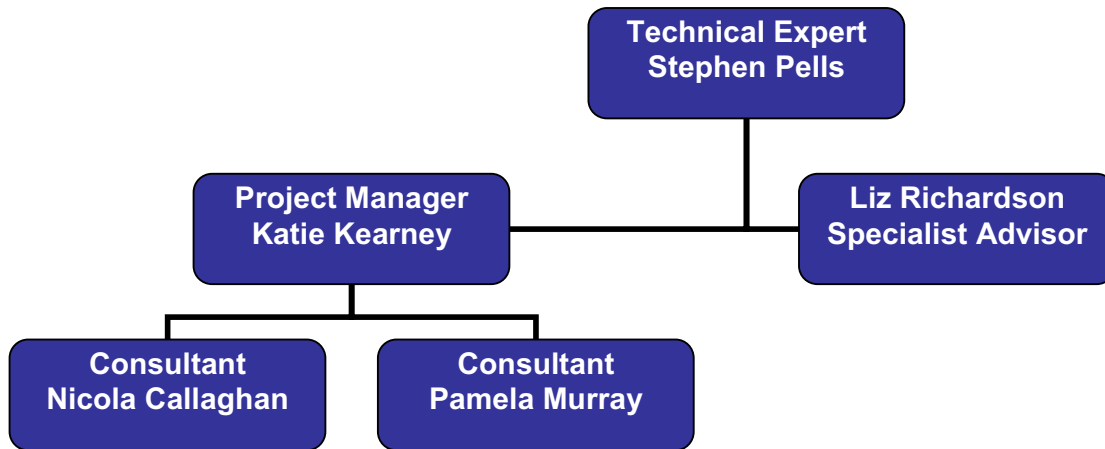 Technical Expert
Stephen Pells
Project Manager
Katie Kearney
Liz Richardson
Specialist Advisor
Consultant
Nicola Callaghan
Consultant
Pamela Murray